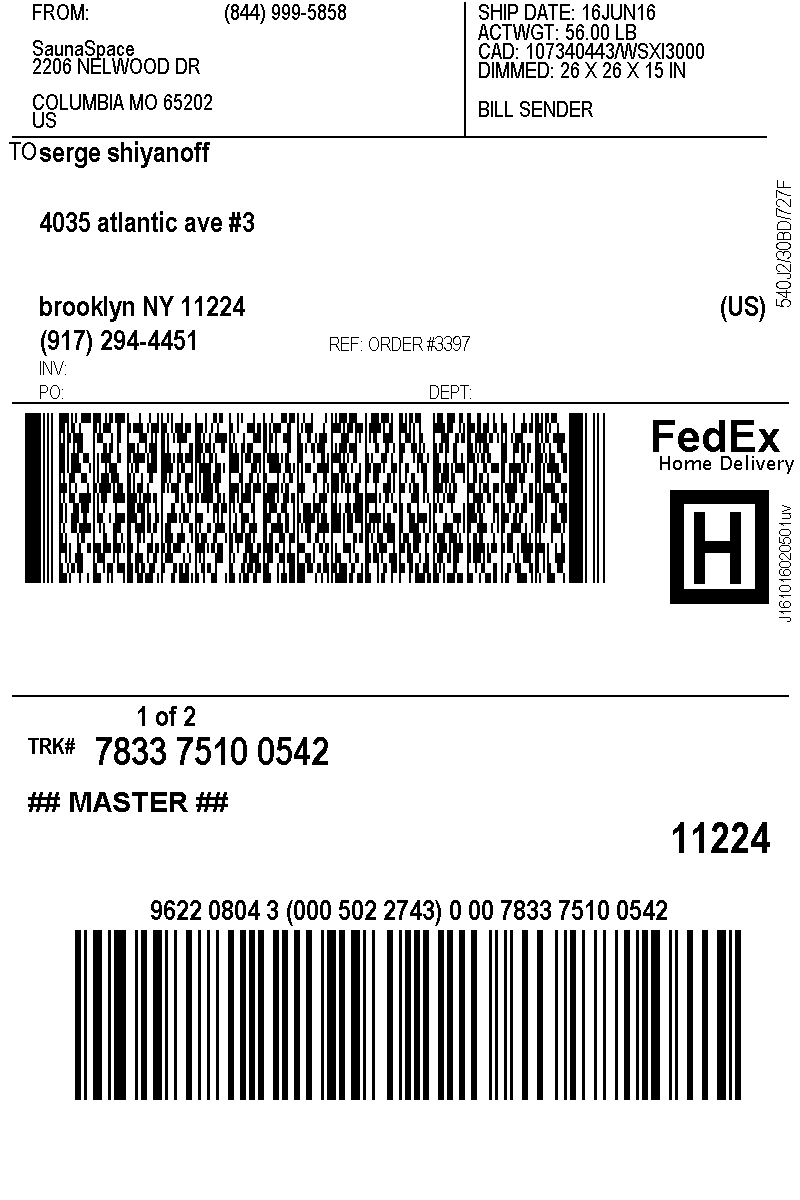 FROM: (844) 999-5858
SaunaSpace
2206 NELWOOD DR
COLUMBIA MO 65202
US
SHIP DATE: 16JUN16
ACTWGT: 56.00 LB
CAD: 107340443/WSXI3000
DIMMED: 26 X 26 X 15 IN
BILL SENDER
TO serge shiyanoff
4035 atlantic ave #3
brooklyn NY 11224 (US)
(917) 294-4451 REF: ORDER #3397
INV:
PO: DEPT:
540J2/30BD/727F
FedEx
Home Delivery
H
J161016020501uv
1 of 2
TRK# 7833 7510 0542
## MASTER ##
11224
9622 0804 3 (000 502 2743) 0 00 7833 7510 0542